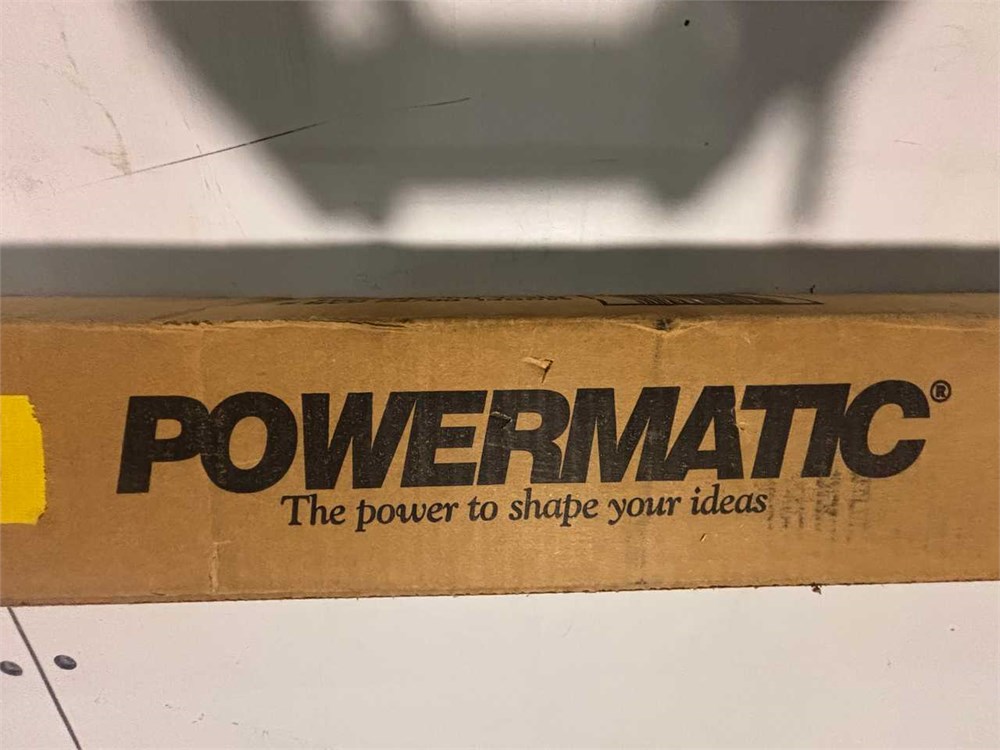 POWERMATIC®
The power to shape your ideas